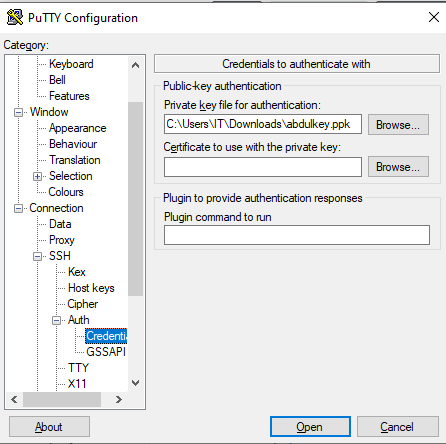 PuTTY Configuration
Category:
Keyboard
Bell
Features
Window
Appearance
Behaviour
Translation
Selection
Colours
Connection
Data
Proxy
SSH
Kex
Host keys
Cipher
Auth
Credenti
GSSAPI
TTY
X11
Credentials to authenticate with
Public-key authentication
Private key file for authentication:
C:\Users\IT\Downloads\abdulkey.ppk
Browse...
Certificate to use with the private key:
Browse...
Plugin to provide authentication responses
Plugin command to run
About
Open
Cancel